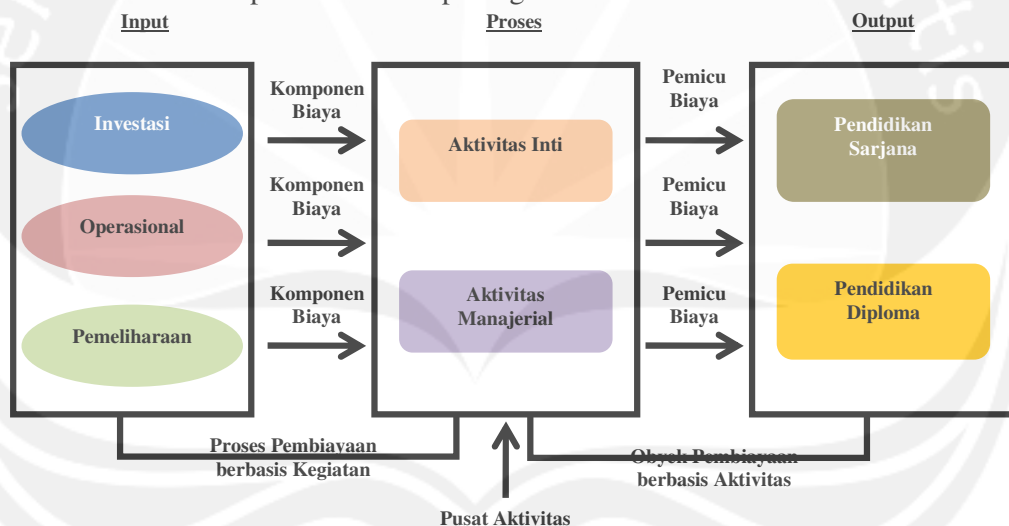 Input
Proses
Output
Investasi
Operasional
Pemeliharaan
Komponen
Biaya
Komponen
Biaya
Komponen
Biaya
Aktivitas Inti
Aktivitas
Manajerial
Pemicu
Biaya
Pemicu
Biaya
Pemicu
Biaya
Pendidikan
Sarjana
Pendidikan
Diploma
Proses Pembiayaan
berbasis Kegiatan
Obyek Pembiayaan
berbasis Aktivitas
Pusat Aktivitas